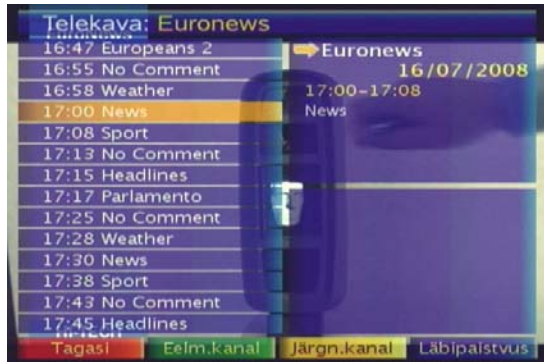 Telekava: Euronews
16:47 Europeans 2
16:55 No Comment
16:58 Weather
17:00 News
17:08 Sport
17:13 No Comment
17:15 Headlines
17:17 Parlamento
17:25 No Comment
17:28 Weather
17:30 News
17:38 Sport
17:43 No Comment
17:45 Headlines
Euronews
16/07/2008
17:00-17:08
News
Tagasi
Eelm.kanal
Järgn.kanal
Läbipaistvus